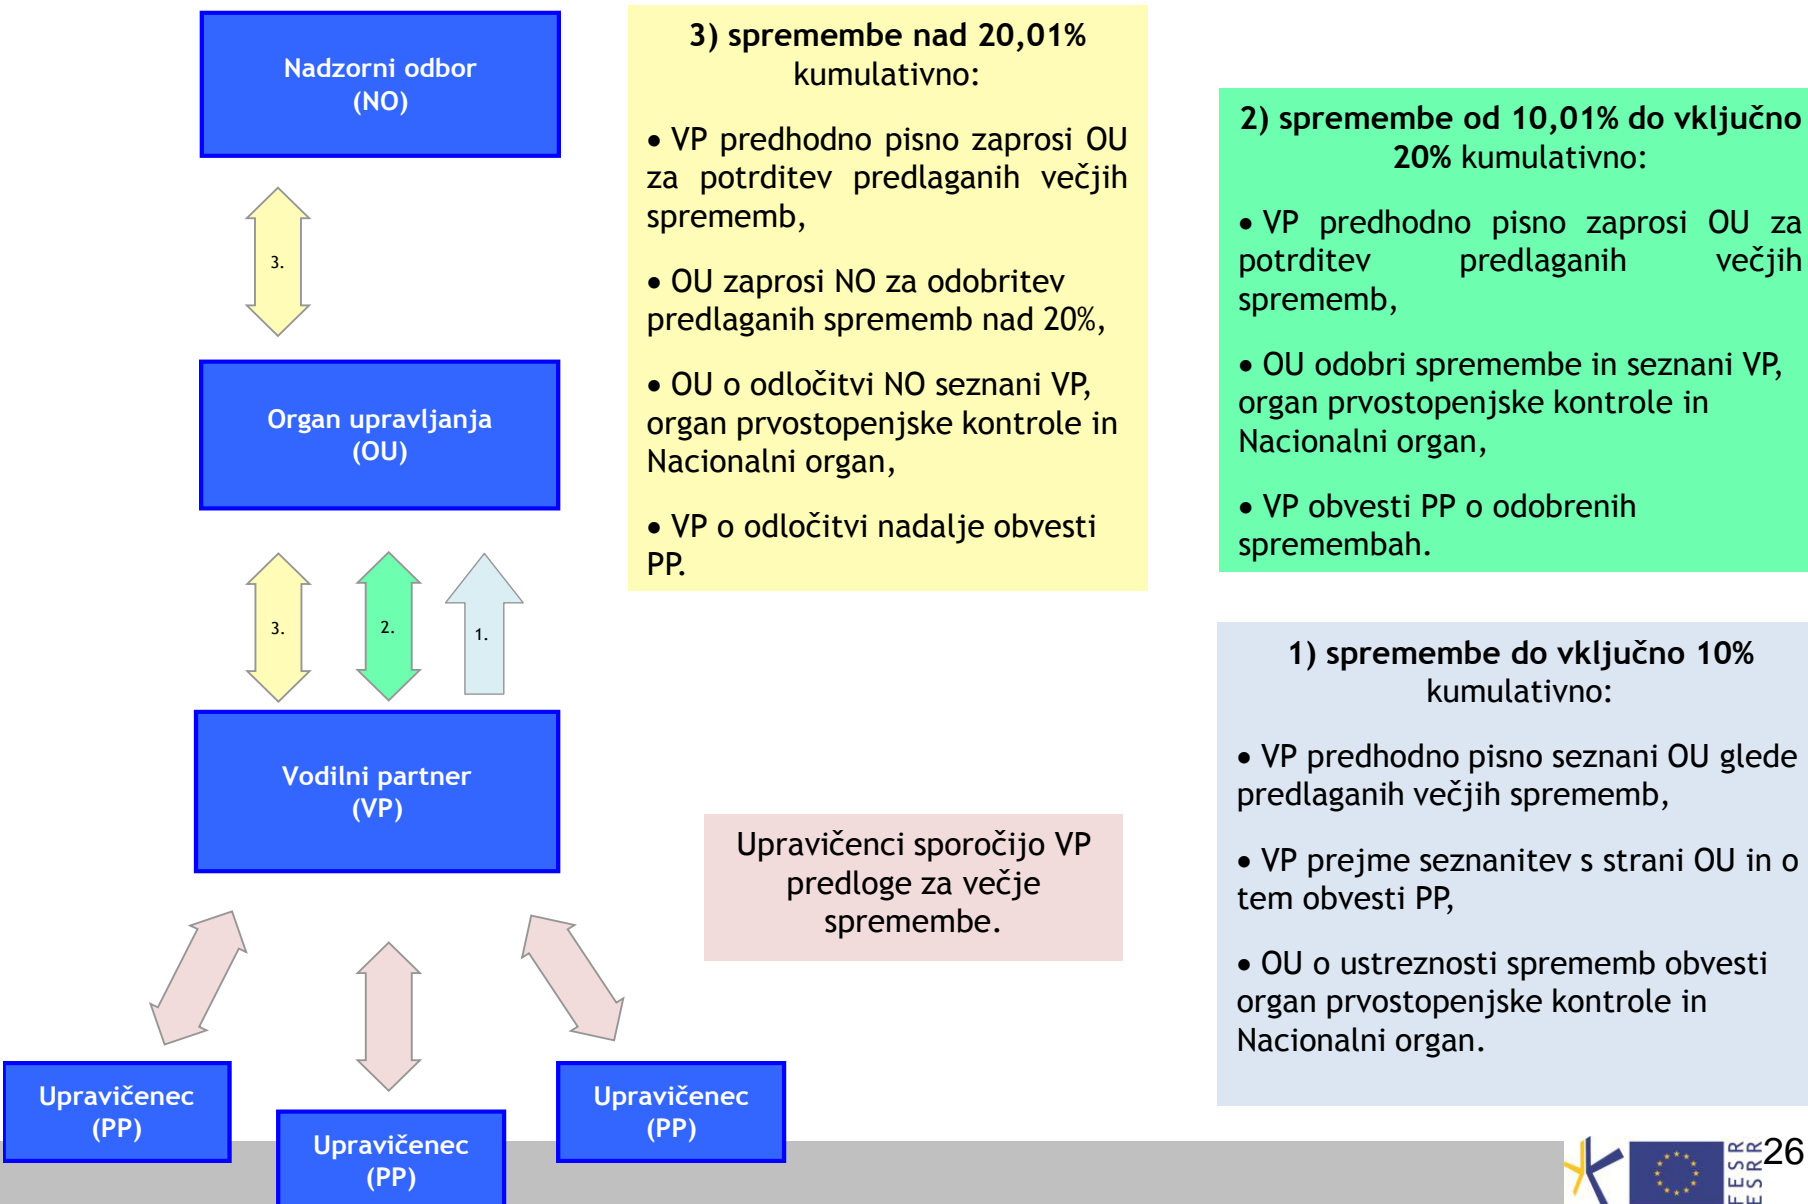 Nadzorni odbor
(NO)
3.
Organ upravljanja
(OU)
3.
2.
1.
Vodilni partner
(VP)
Upravičenec
(PP)
Upravičenec
(PP)
Upravičenec
(PP)
3) spremembe nad 20,01%
kumulativno:
• VP predhodno pisno zaprosi OU
za potrditev predlaganih večjih
sprememb,
• OU zaprosi NO za odobritev
predlaganih sprememb nad 20%,
• OU o odločitvi NO seznani VP,
organ prvostopenjske kontrole in
Nacionalni organ,
• VP o odločitvi nadalje obvesti
PP.
Upravičenci sporočijo VP
predloge za večje
spremembe.
2) spremembe od 10,01% do vključno
20% kumulativno:
• VP predhodno pisno zaprosi OU za
potrditev predlaganih večjih
sprememb,
• OU odobri spremembe in seznani VP,
organ prvostopenjske kontrole in
Nacionalni organ,
• VP obvesti PP o odobrenih
spremembah.
1) spremembe do vključno 10%
kumulativno:
• VP predhodno pisno seznani OU glede
predlaganih večjih sprememb,
• VP prejme seznanitev s strani OU in o
tem obvesti PP,
• OU o ustreznosti sprememb obvesti
organ prvostopenjske kontrole in
Nacionalni organ.
FESR
ESRR
26